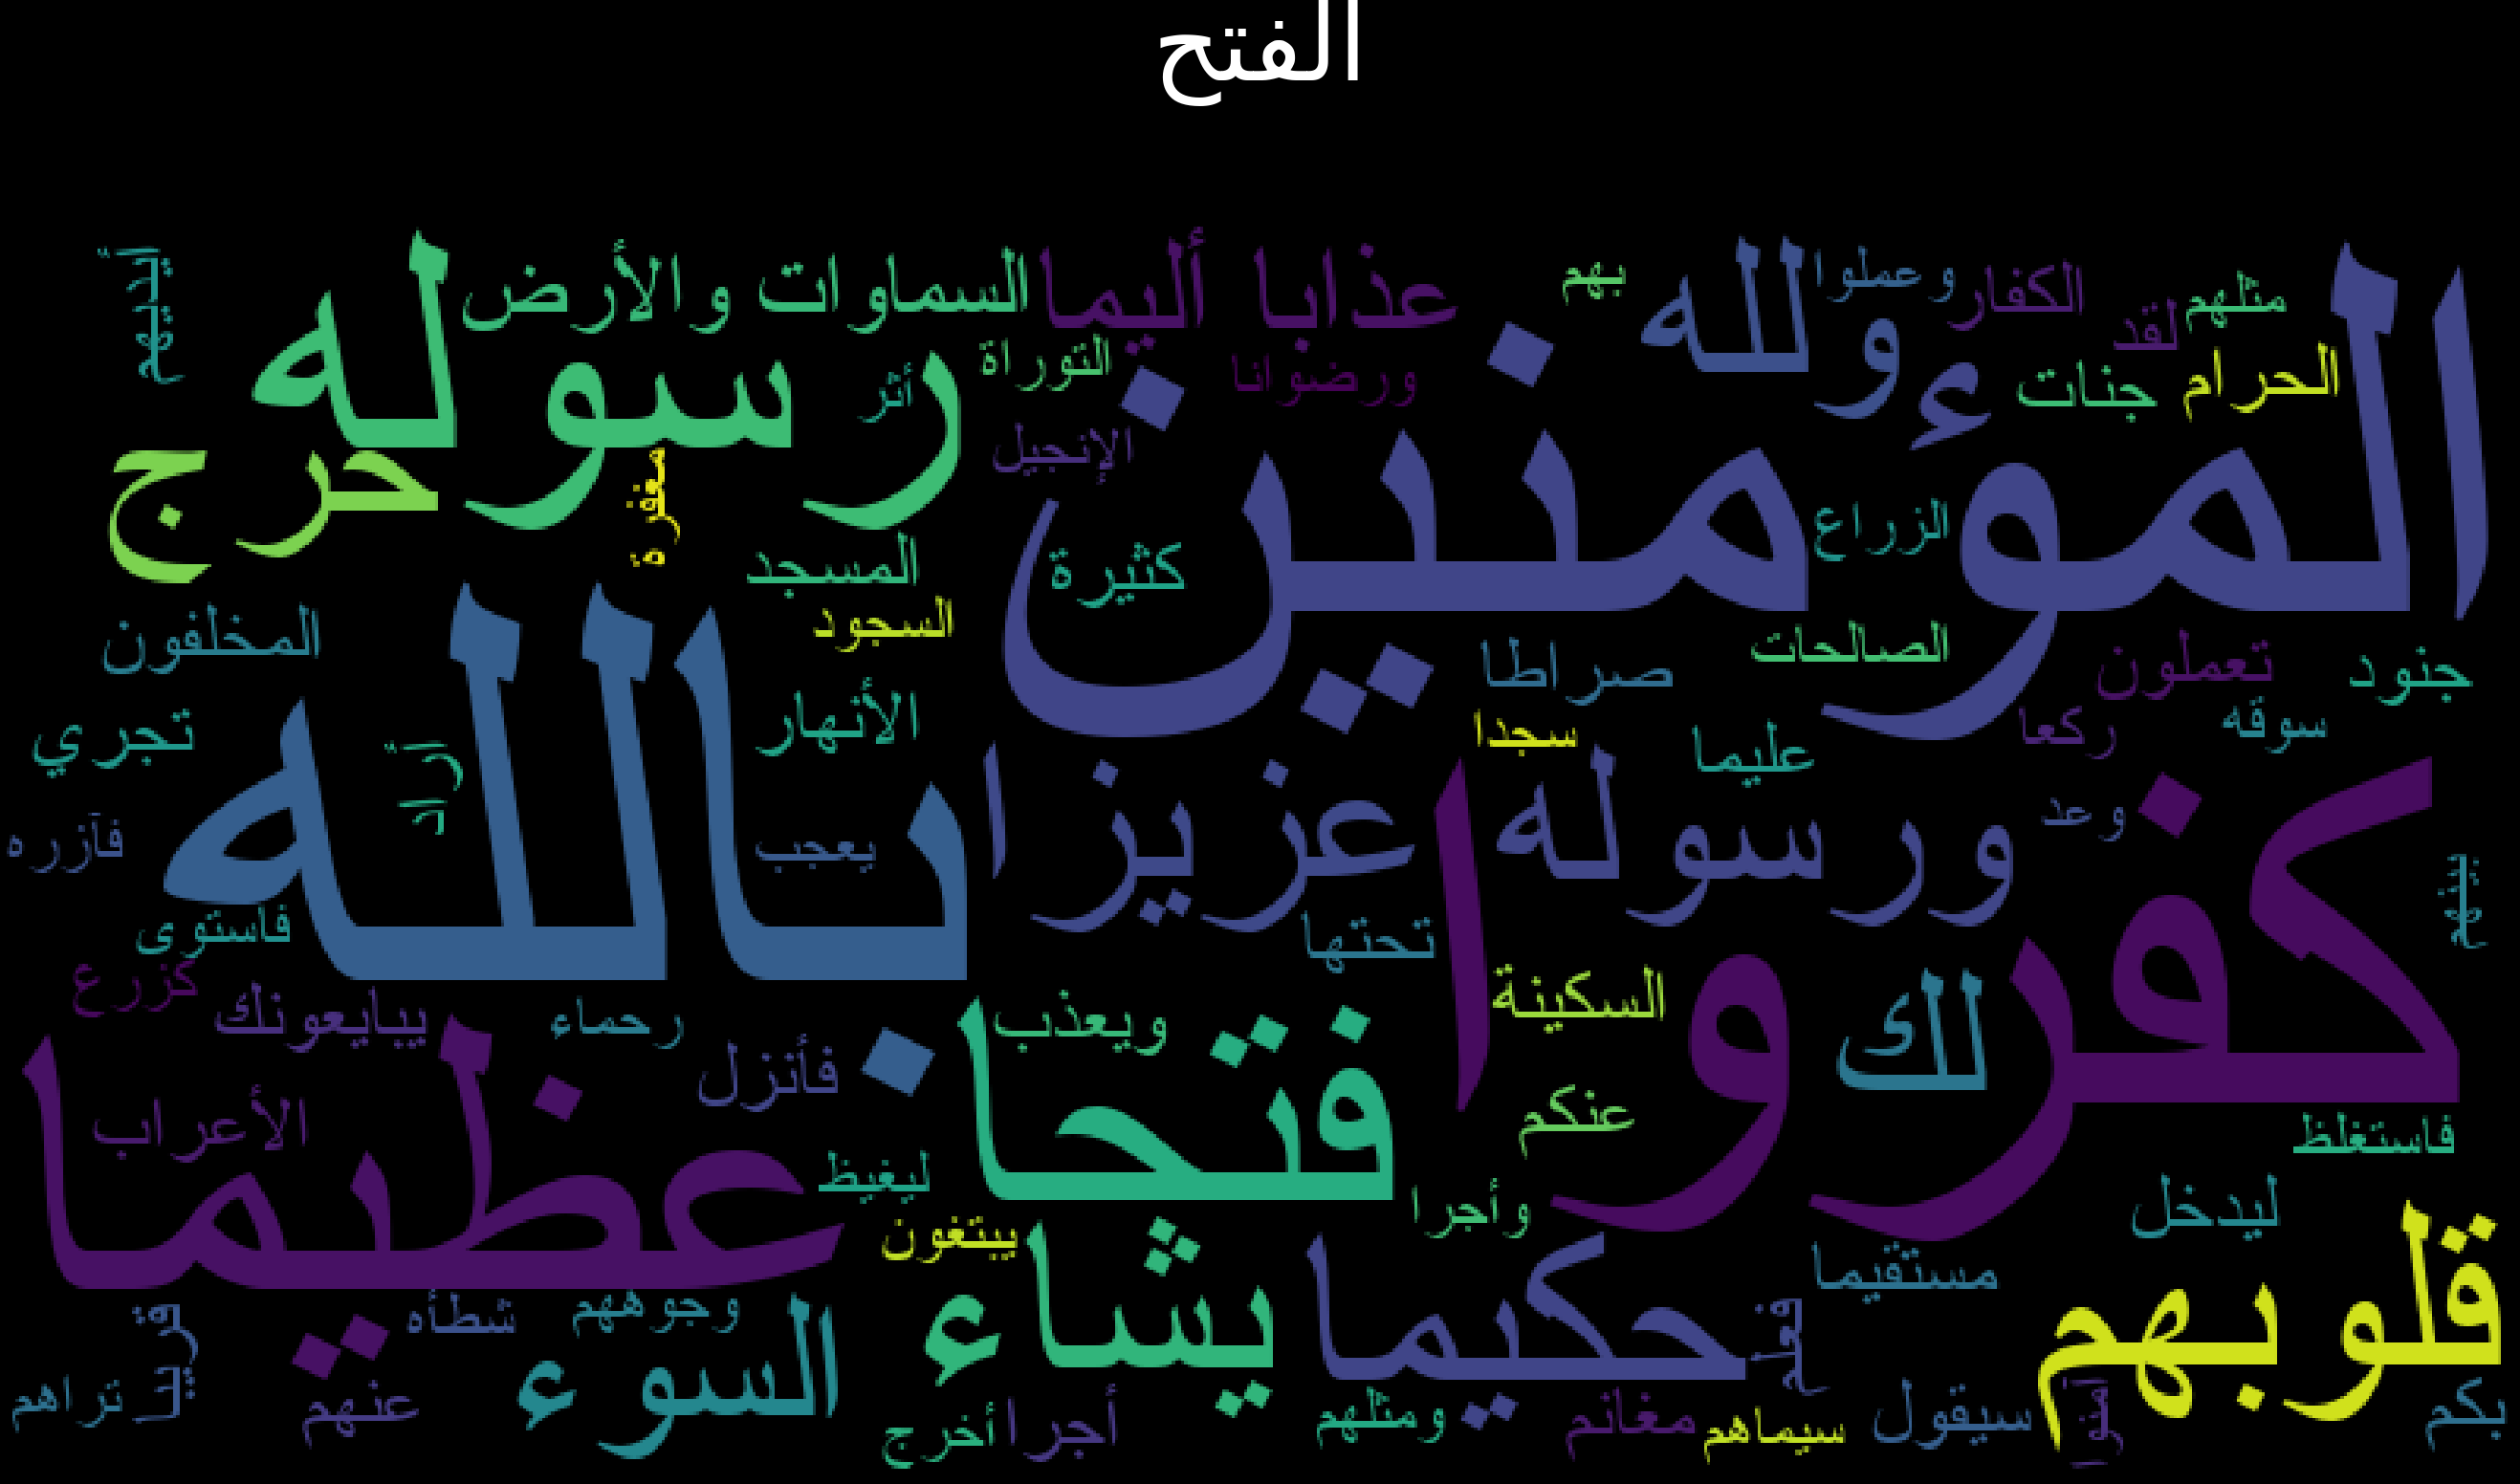 الفتح
السماوات والأرض
عذابا أليما
بهم
ولله
وعملوا
الكفار
لقد
مثلهم
أيديهم
رسوله
أثر
التوراة
ورضوانا
جنات
الحرام
المؤمنين
الإنجيل
حرج
مغفرة
المسجد
كثيرة
الزراع
المخلفون
السجود
صراطا
الصالحات
تعملون
جنود
تجري
أراد
الأنهار
سجدا
عليما
ركعا
سوقه
فآزره
بالله
يعجب
عزيزا
ورسوله
وعد
كفروا
فاستوى
تحتها
كزرع
يبايعونك
رحماء
ويعذب
السكينة
لك
فأنزل
فتحا
عنكم
الأعراب
عظيما
ليغيظ
وأجرا
فاستغلظ
ليدخل
يبتغون
يشاء
حكيما
مستقيما
قلوبهم
قريبا
شطأه
وجوههم
فعلم
تراهم
عنهم
السوء
أخرج
أجرا
ومثلهم
مغانم
سيماهم
سيقول
آمنوا
بكم